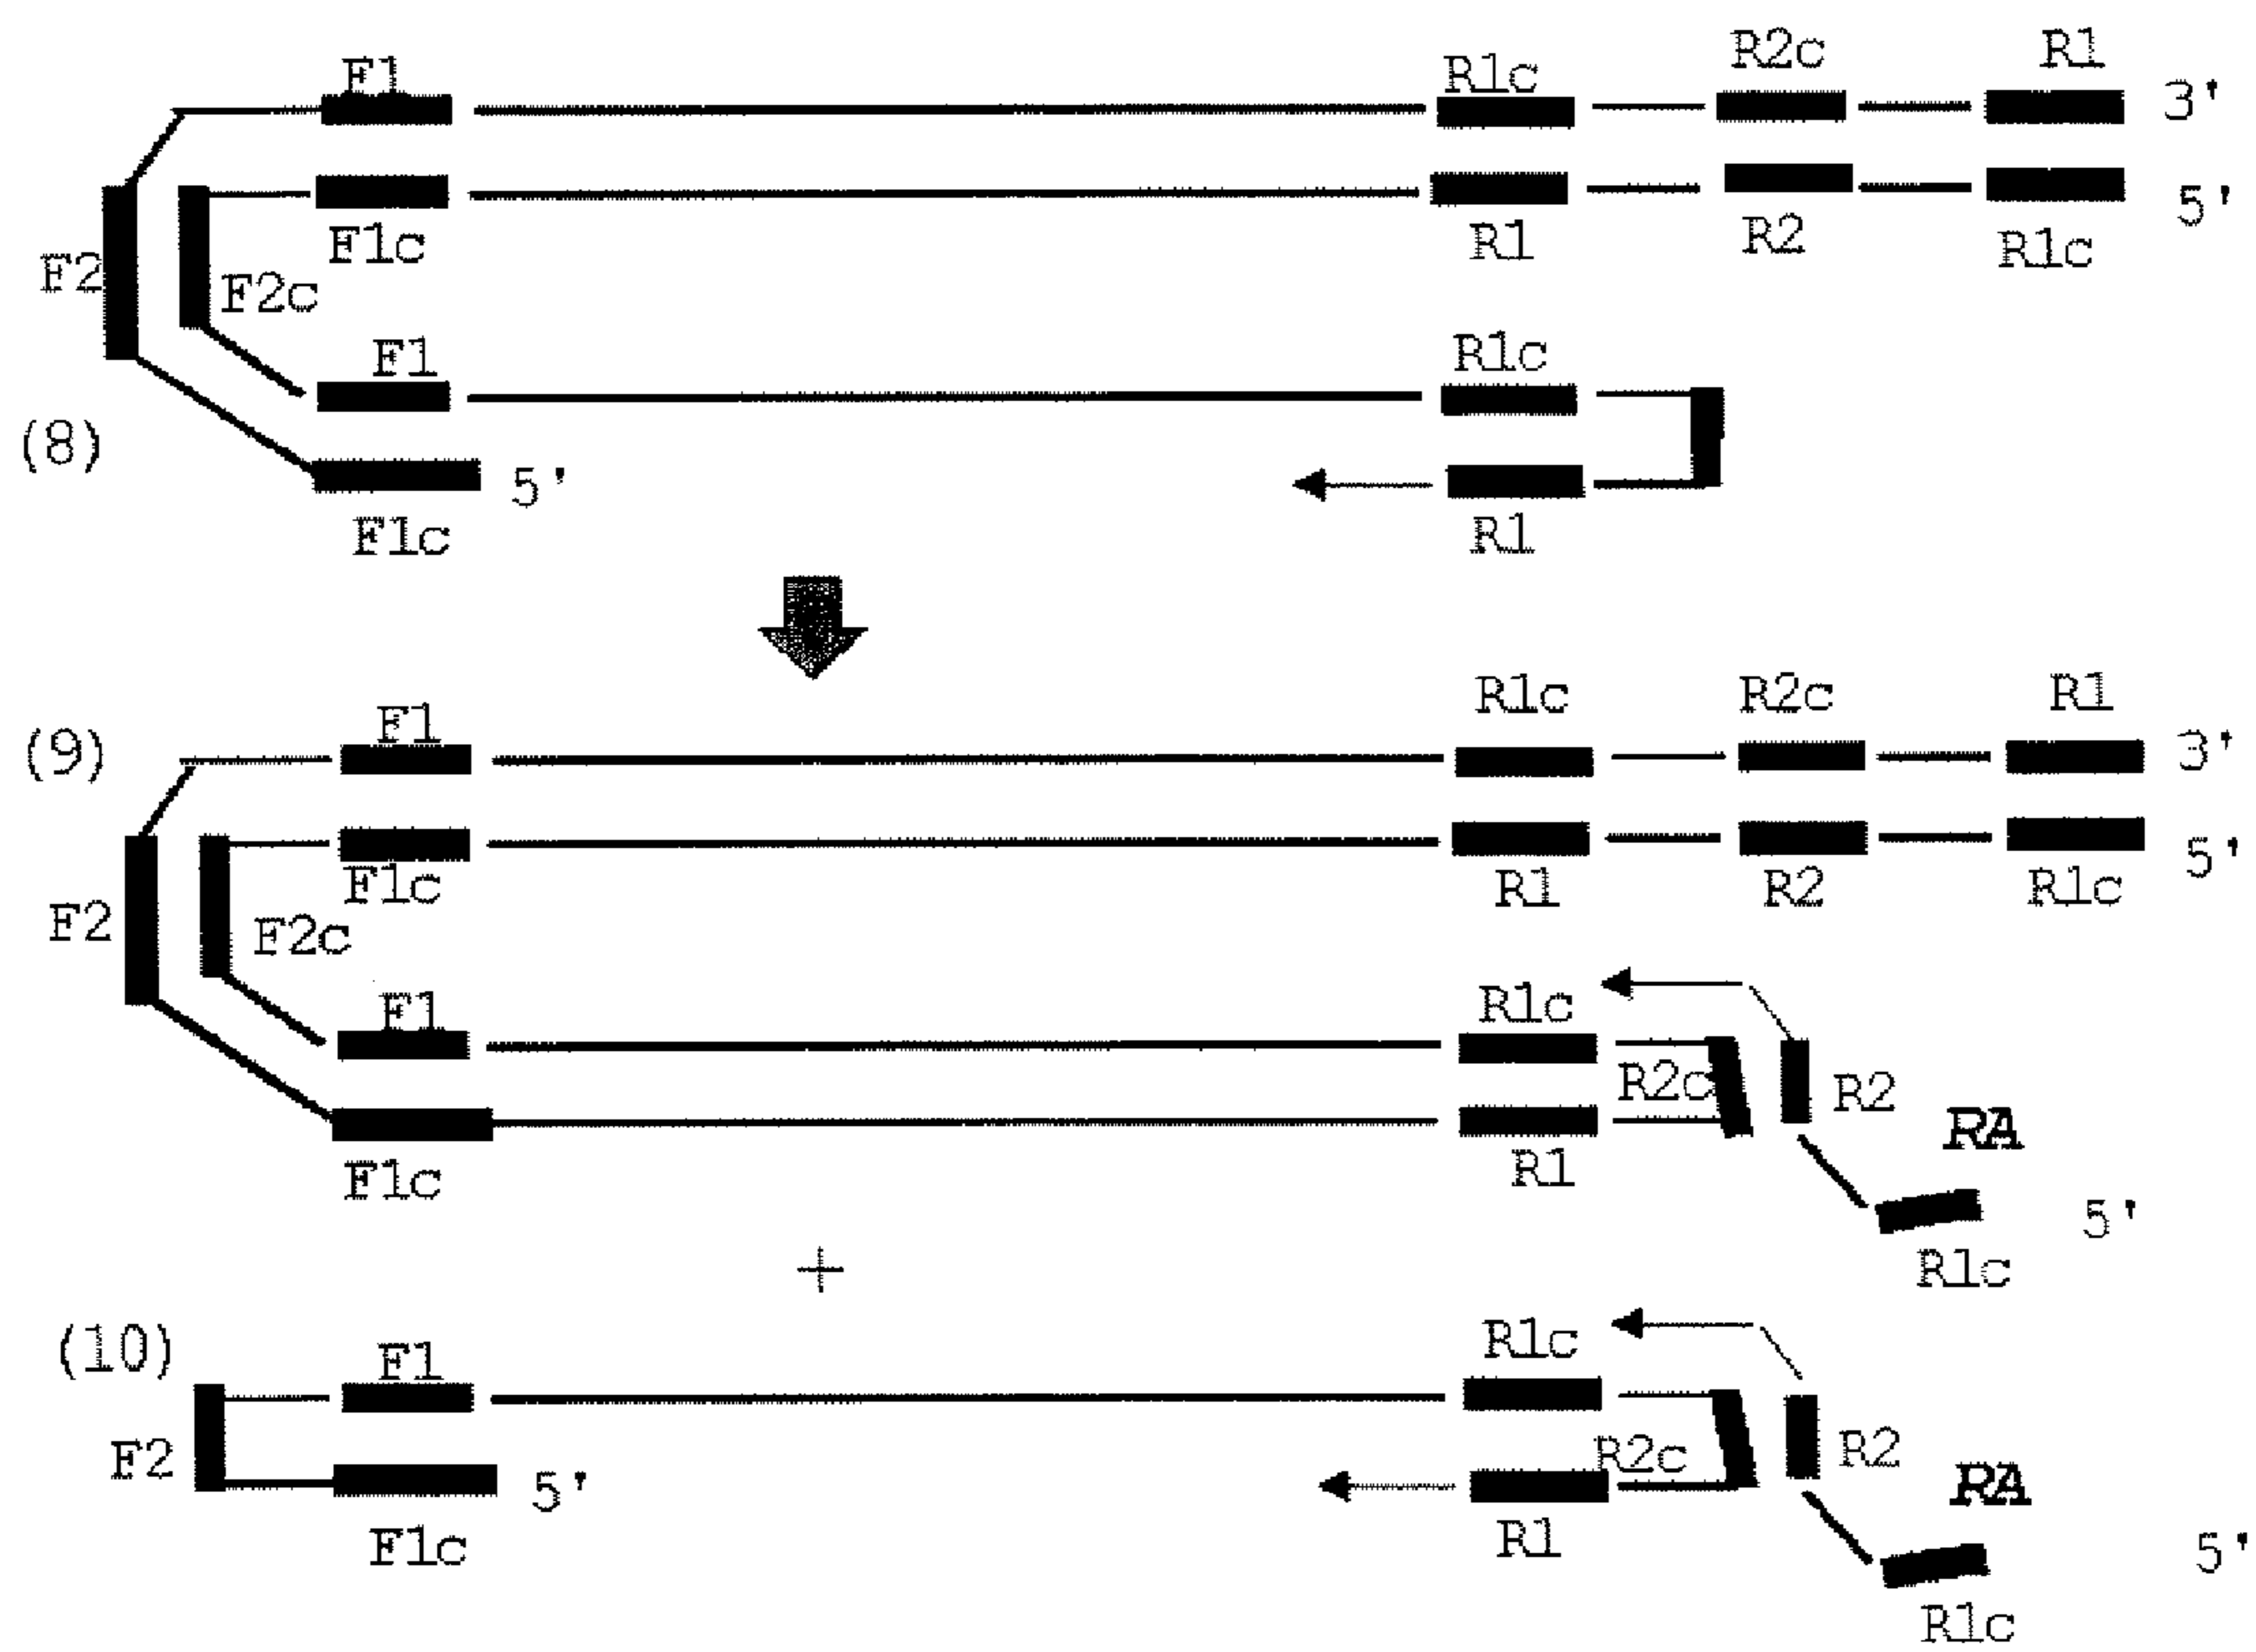 F1 R1c R2c R1 3'
F1c R1 R2 R1c 5'
F2 F2c
F1 R1c
(8) 5'
F1c R1
(9) F1 R1c R2c R1 3'
F1c R1 R2 R1c 5'
F2 F2c
F1 R1c
R2c R2 RA
F1c R1 5'
R1c
+
(10) F1 R1c
F2 R2c R2 RA
5'
F1c R1 5'
R1c